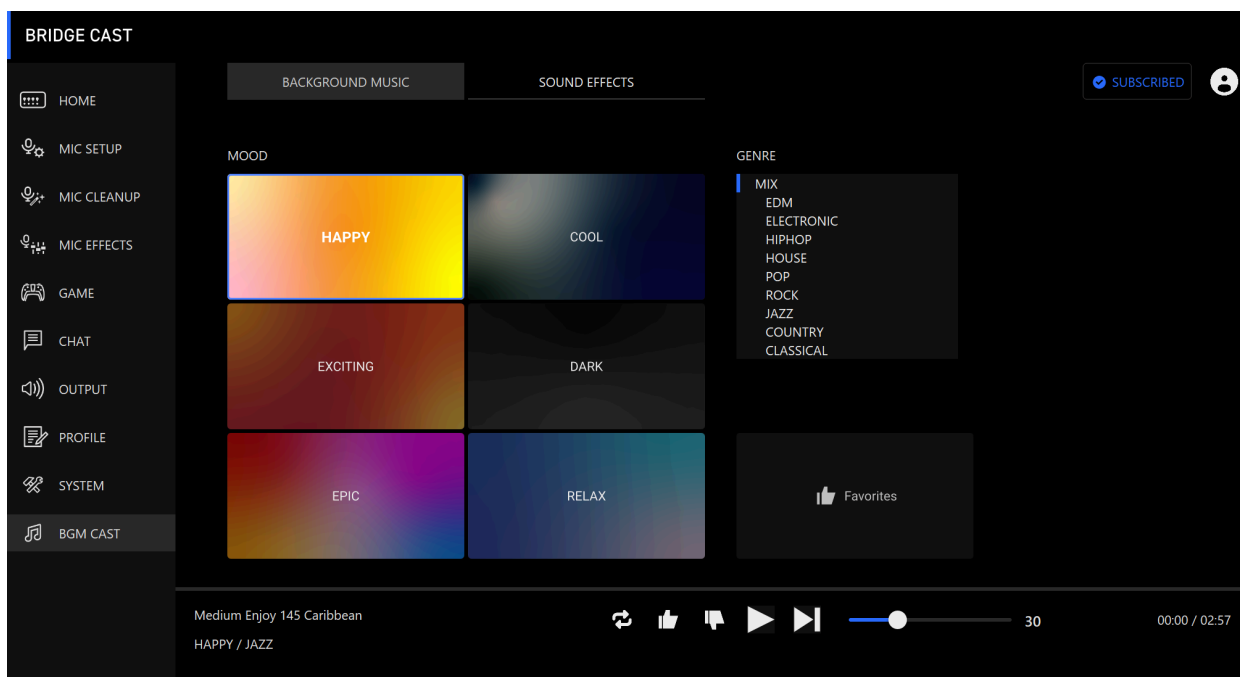 BRIDGE CAST
HOME
MIC SETUP
MIC CLEANUP
MIC EFFECTS
GAME
CHAT
OUTPUT
PROFILE
SYSTEM
BGM CAST
BACKGROUND MUSIC
SOUND EFFECTS
SUBSCRIBED
MOOD
HAPPY
COOL
EXCITING
DARK
EPIC
RELAX
GENRE
MIX
EDM
ELECTRONIC
HIPHOP
HOUSE
POP
ROCK
JAZZ
COUNTRY
CLASSICAL
Favorites
Medium Enjoy 145 Caribbean
HAPPY / JAZZ
30
00:00 / 02:57